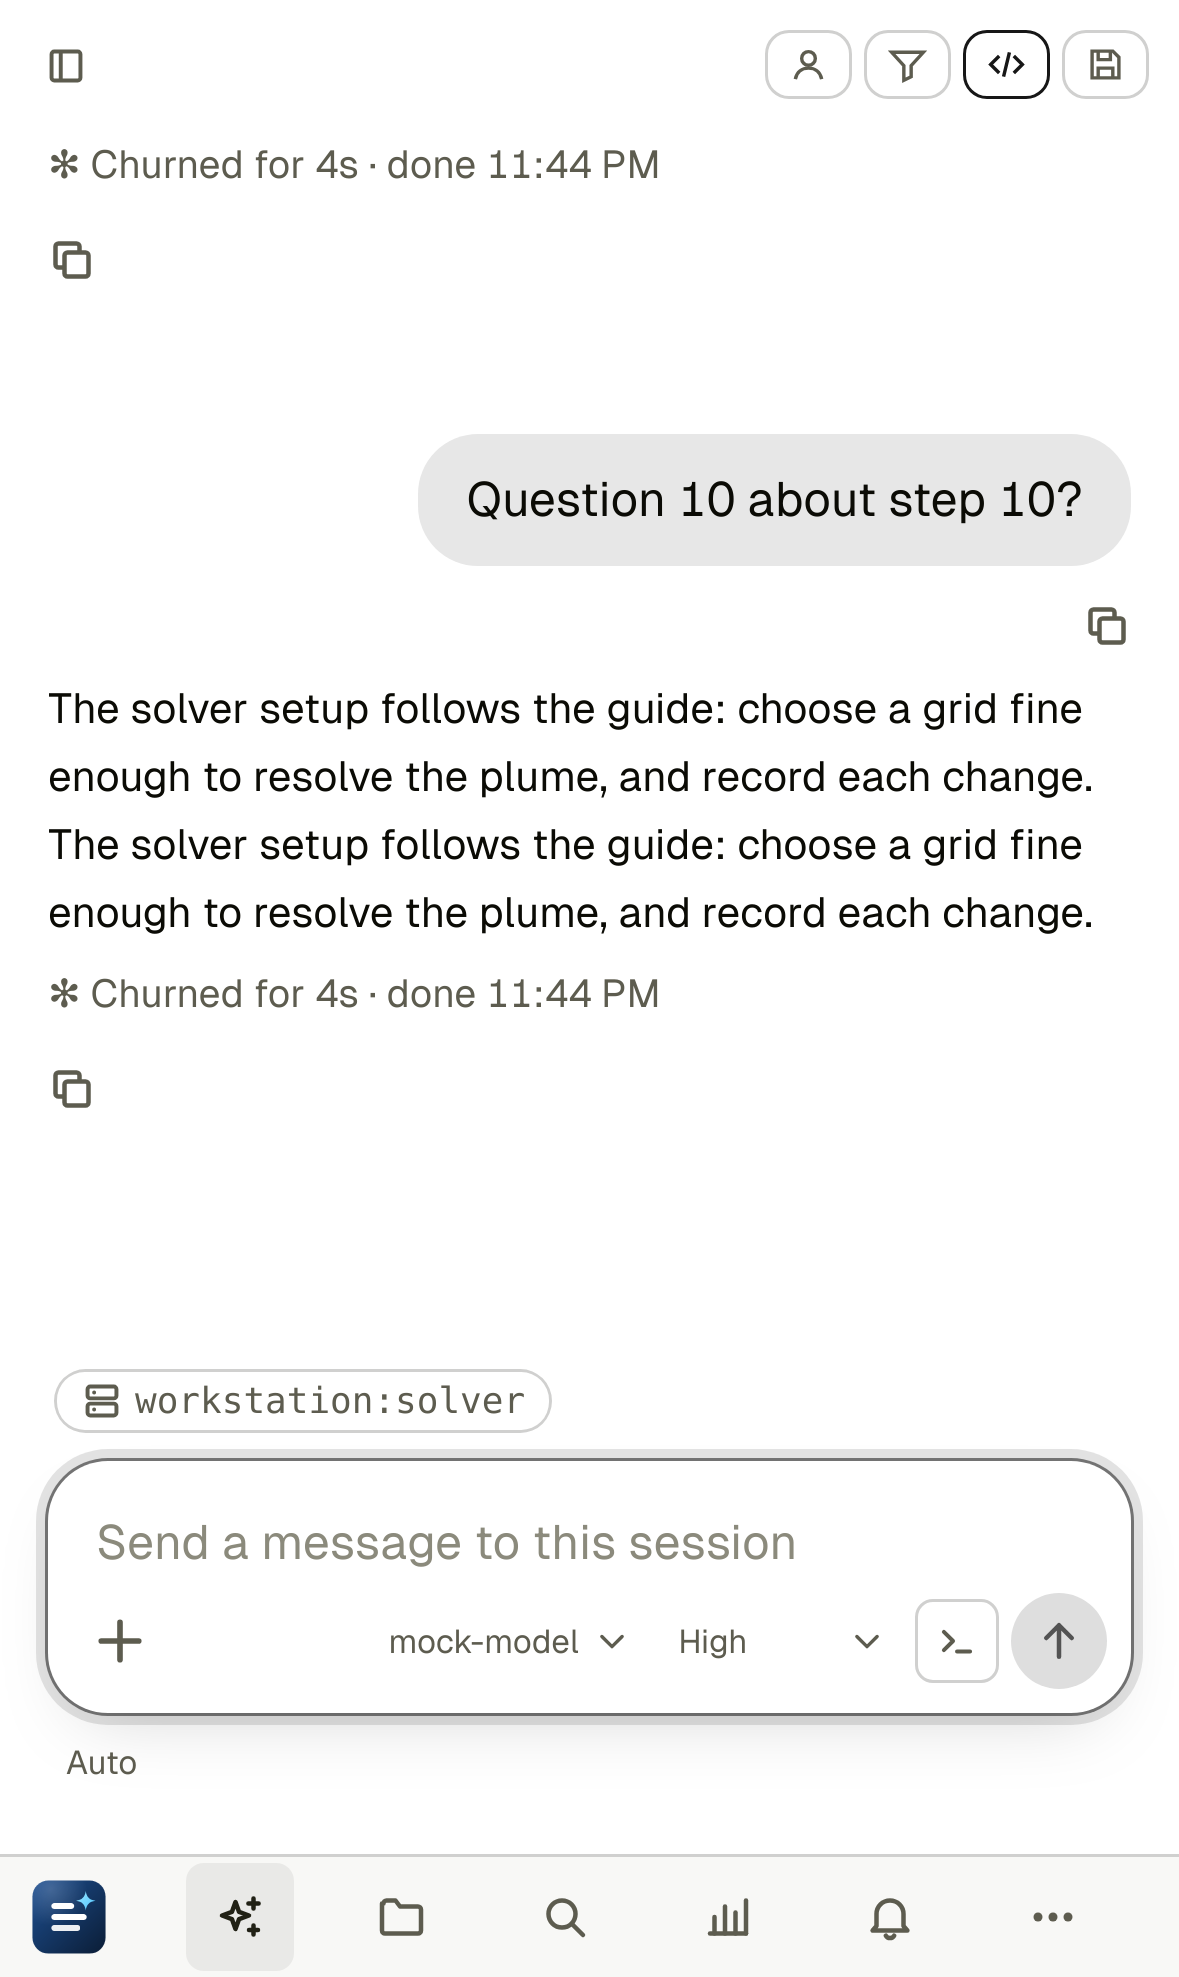 ✻ Churned for 4s · done 11:44 PM
Question 10 about step 10?
The solver setup follows the guide: choose a grid fine
enough to resolve the plume, and record each change.
The solver setup follows the guide: choose a grid fine
enough to resolve the plume, and record each change.
✻ Churned for 4s · done 11:44 PM
workstation:solver
Send a message to this session
mock-model High
Auto